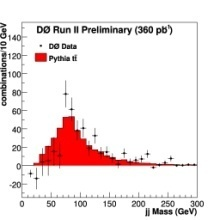 DØ Run II Preliminary (360 pb⁻¹)
DØ Data
Pythia tt̄
combinations/10 GeV
140
120
100
80
60
40
20
0
-20
0 50 100 150 200 250 300
jj Mass (GeV)